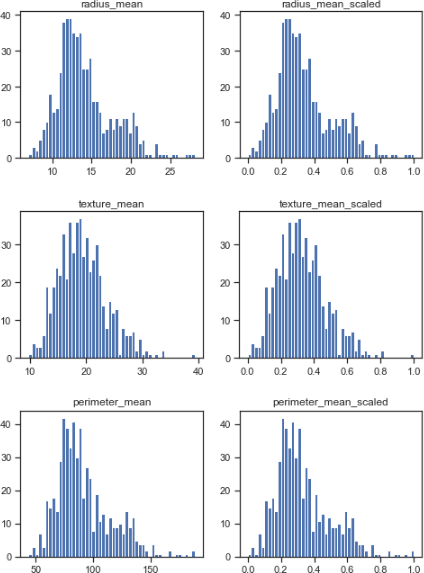 radius_mean radius_mean_scaled
40 40
30 30
20 20
10 10
0 0
10 15 20 25 0.0 0.2 0.4 0.6 0.8 1.0
texture_mean texture_mean_scaled
30 30
20 20
10 10
0 0
10 20 30 40 0.0 0.2 0.4 0.6 0.8 1.0
perimeter_mean perimeter_mean_scaled
40 40
30 30
20 20
10 10
0 0
50 100 150 0.0 0.2 0.4 0.6 0.8 1.0